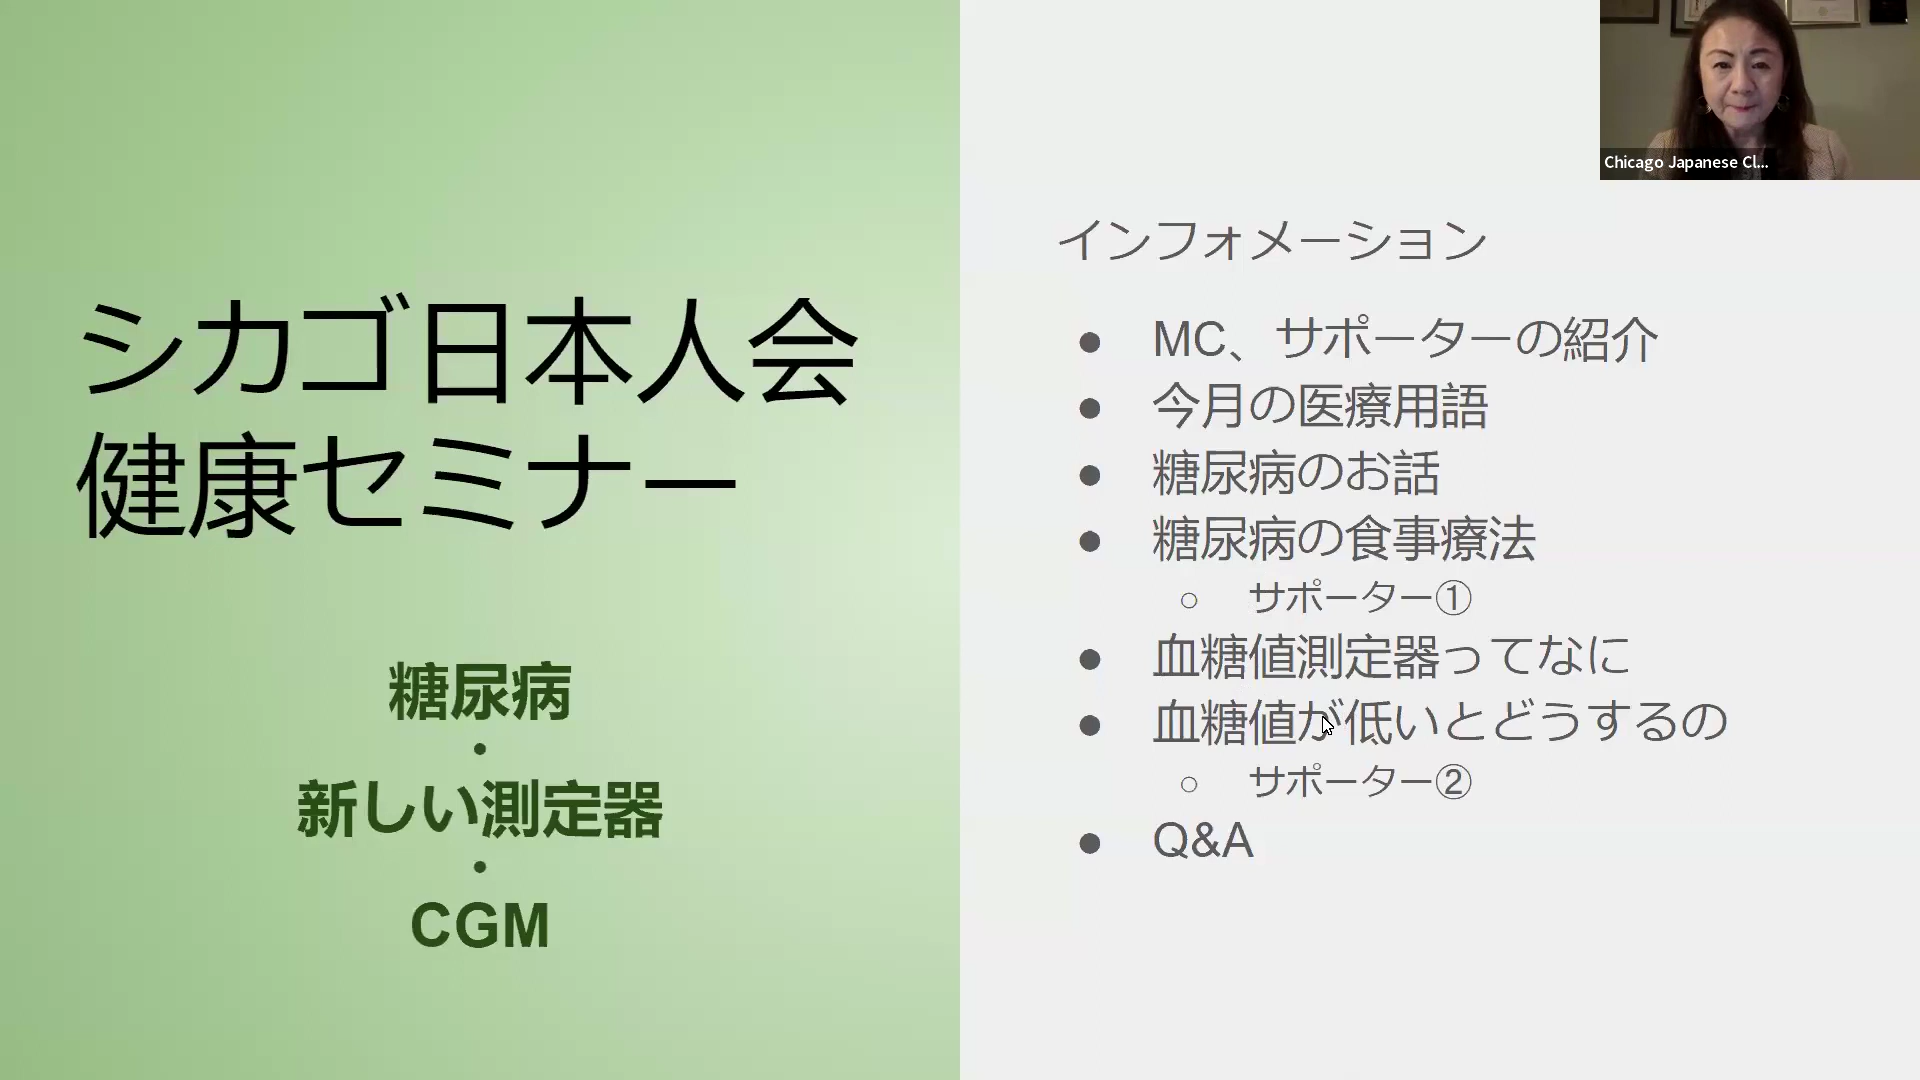 シカゴ日本人会
健康セミナー
糖尿病
・
新しい測定器
・
CGM
Chicago Japanese Cl...
インフォメーション
● MC、サポーターの紹介
● 今月の医療用語
● 糖尿病のお話
● 糖尿病の食事療法
○ サポーター①
● 血糖値測定器ってなに
● 血糖値が低いとどうするの
○ サポーター②
● Q&A